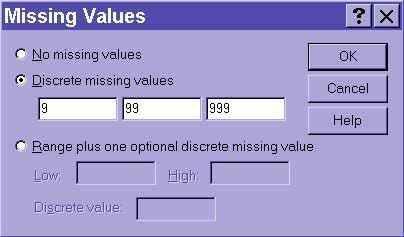 Missing Values ? ×
No missing values
OK
Discrete missing values
Cancel
9 99 999
Help
Range plus one optional discrete missing value
Low: High:
Discrete value: